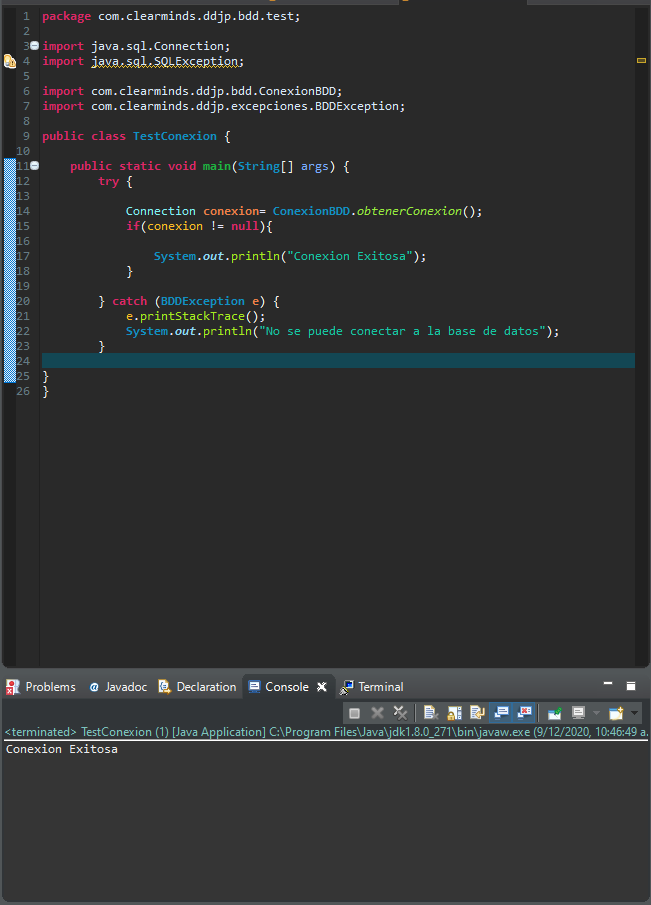 1 package com.clearminds.ddjp.bdd.test;
2
3 import java.sql.Connection;
4 import java.sql.SQLException;
5
6 import com.clearminds.ddjp.bdd.ConexionBDD;
7 import com.clearminds.ddjp.excepciones.BDDException;
8
9 public class TestConexion {
10
11 public static void main(String[] args) {
12 try {
13
14 Connection conexion= ConexionBDD.obtenerConexion();
15 if(conexion != null){
16
17 System.out.println("Conexion Exitosa");
18 }
19
20 } catch (BDDException e) {
21 e.printStackTrace();
22 System.out.println("No se puede conectar a la base de datos");
23 }
24
25 }
26 }
Problems Javadoc Declaration Console Terminal
<terminated> TestConexion (1) [Java Application] C:\Program Files\Java\jdk1.8.0_271\bin\javaw.exe (9/12/2020, 10:46:49 a.
Conexion Exitosa